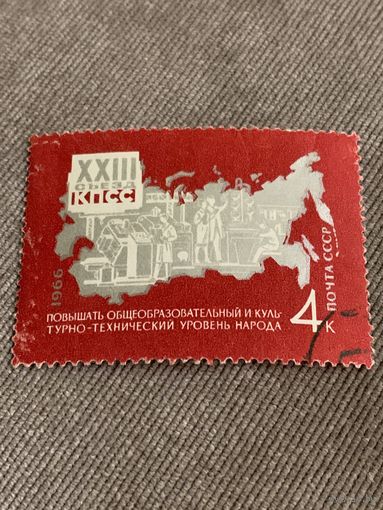 XXIII
СЪЕЗД
КПСС
1966
ПОВЫШАТЬ ОБЩЕОБРАЗОВАТЕЛЬНЫЙ И КУЛЬ-
ТУРНО-ТЕХНИЧЕСКИЙ УРОВЕНЬ НАРОДА
4К
ПОЧТА СССР